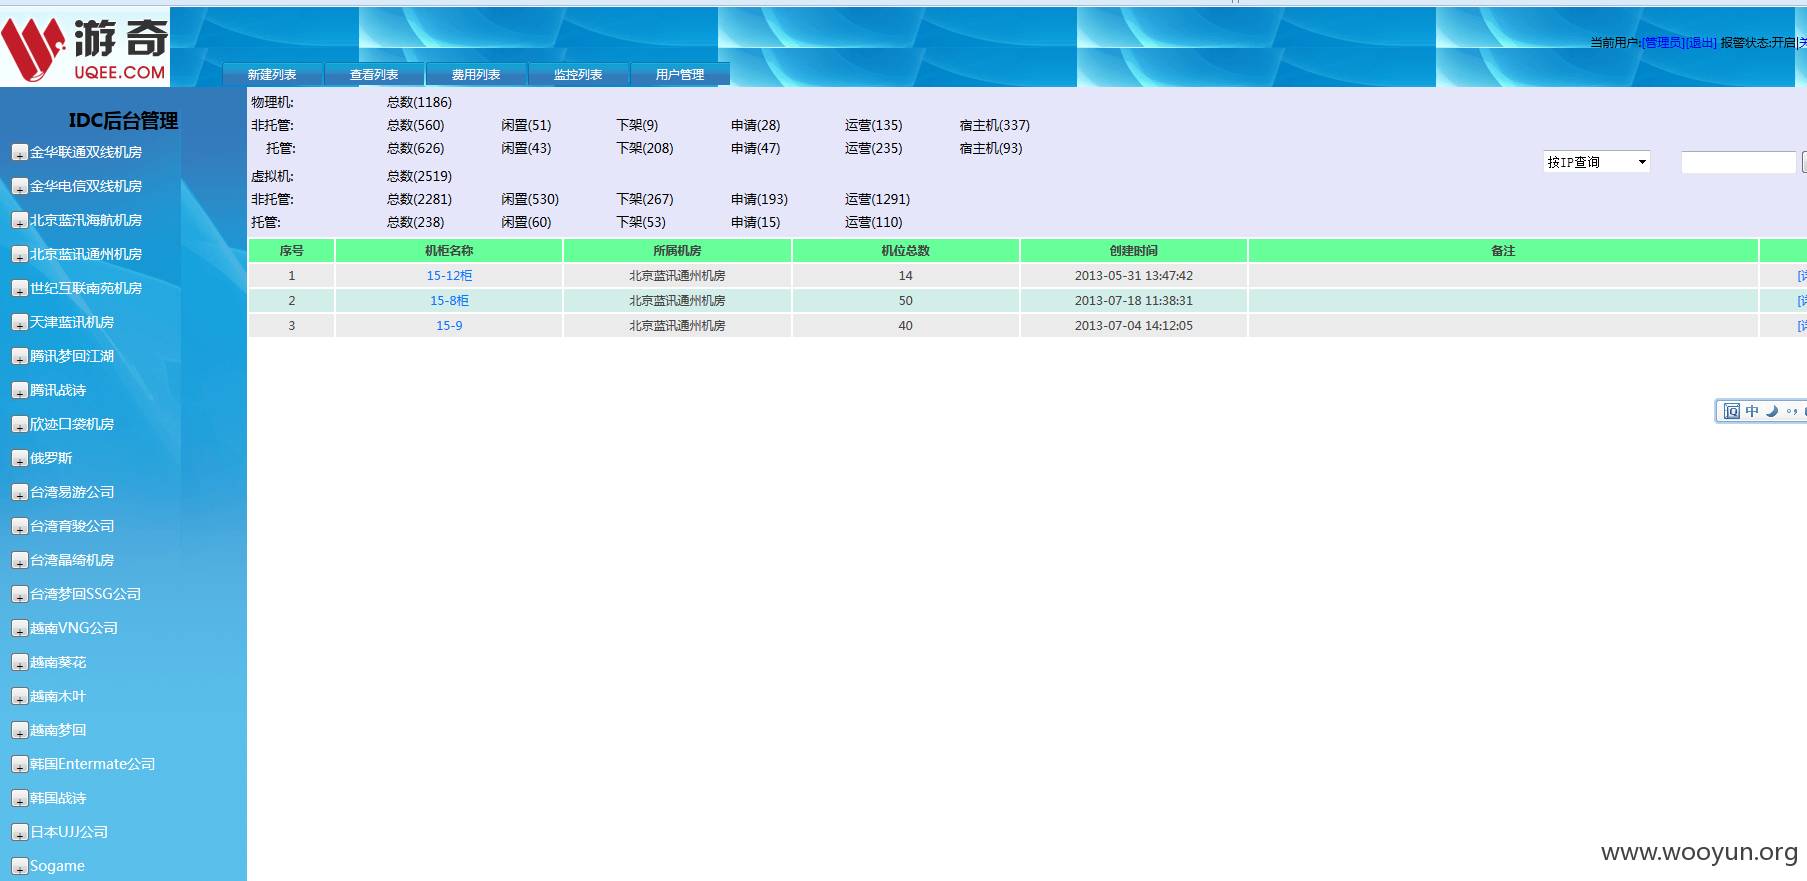 游奇
UQEE.COM
当前用户:[管理员][退出] 报警状态:开启|关
新建列表 查看列表 费用列表 监控列表 用户管理
IDC后台管理
金华联通双线机房
金华电信双线机房
北京蓝汛海航机房
北京蓝讯通州机房
世纪互联南苑机房
天津蓝讯机房
腾讯梦回江湖
腾讯战诗
欣迹口袋机房
俄罗斯
台湾易游公司
台湾育骏公司
台湾晶绮机房
台湾梦回SSG公司
越南VNG公司
越南葵花
越南木叶
越南梦回
韩国Entermate公司
韩国战诗
日本UJJ公司
Sogame
物理机: 总数(1186)
非托管: 总数(560) 闲置(51) 下架(9) 申请(28) 运营(135) 宿主机(337)
托管: 总数(626) 闲置(43) 下架(208) 申请(47) 运营(235) 宿主机(93)
虚拟机: 总数(2519)
非托管: 总数(2281) 闲置(530) 下架(267) 申请(193) 运营(1291)
托管: 总数(238) 闲置(60) 下架(53) 申请(15) 运营(110)
按IP查询
序号 机柜名称 所属机房 机位总数 创建时间 备注
1 15-12柜 北京蓝讯通州机房 14 2013-05-31 13:47:42 [详
2 15-8柜 北京蓝讯通州机房 50 2013-07-18 11:38:31 [详
3 15-9 北京蓝讯通州机房 40 2013-07-04 14:12:05 [详
中
www.wooyun.org